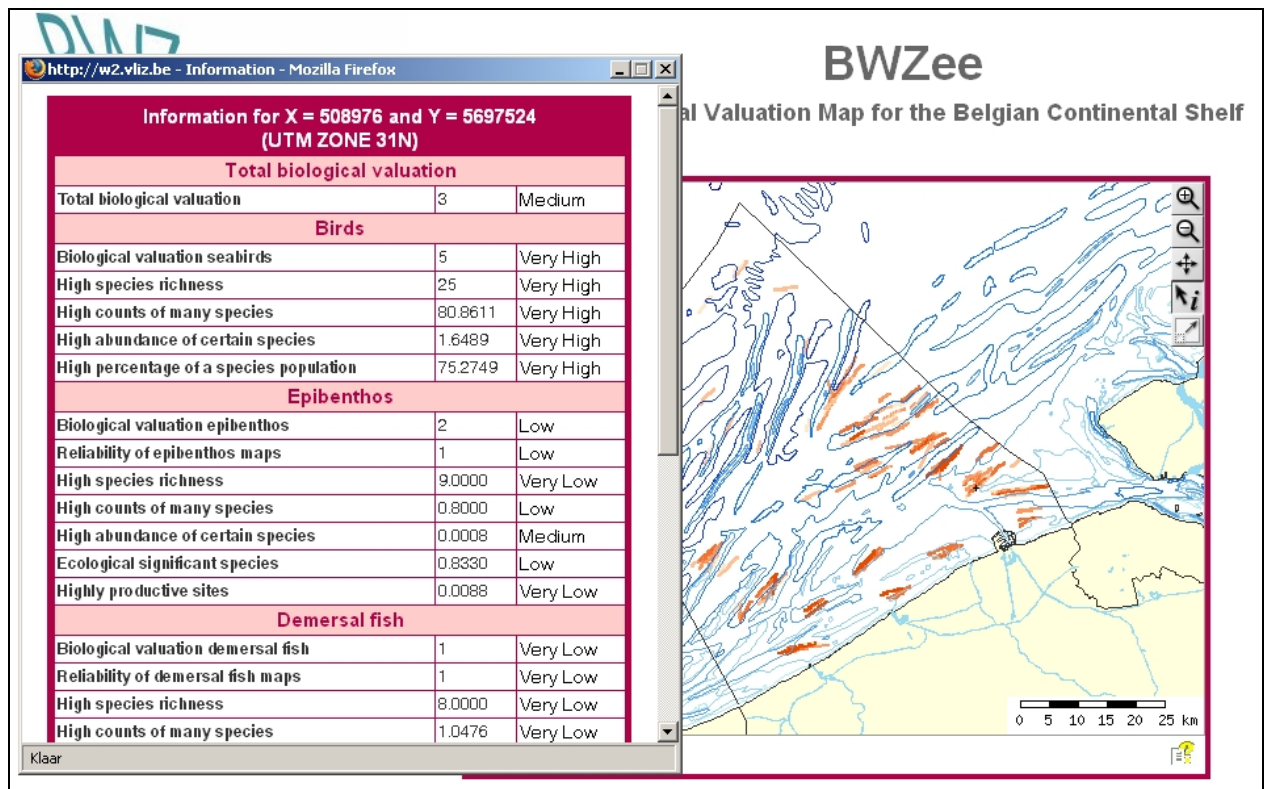 BWZee
al Valuation Map for the Belgian Continental Shelf
http://w2.vliz.be - Information - Mozilla Firefox
Information for X = 508976 and Y = 5697524
(UTM ZONE 31N)
Total biological valuation
Total biological valuation 3 Medium
Birds
Biological valuation seabirds 5 Very High
High species richness 25 Very High
High counts of many species 80.8611 Very High
High abundance of certain species 1.6489 Very High
High percentage of a species population 75.2749 Very High
Epibenthos
Biological valuation epibenthos 2 Low
Reliability of epibenthos maps 1 Low
High species richness 9.0000 Very Low
High counts of many species 0.8000 Low
High abundance of certain species 0.0008 Medium
Ecological significant species 0.8330 Low
Highly productive sites 0.0088 Very Low
Demersal fish
Biological valuation demersal fish 1 Very Low
Reliability of demersal fish maps 1 Very Low
High species richness 8.0000 Very Low
High counts of many species 1.0476 Very Low
Klaar
i
0 5 10 15 20 25 km